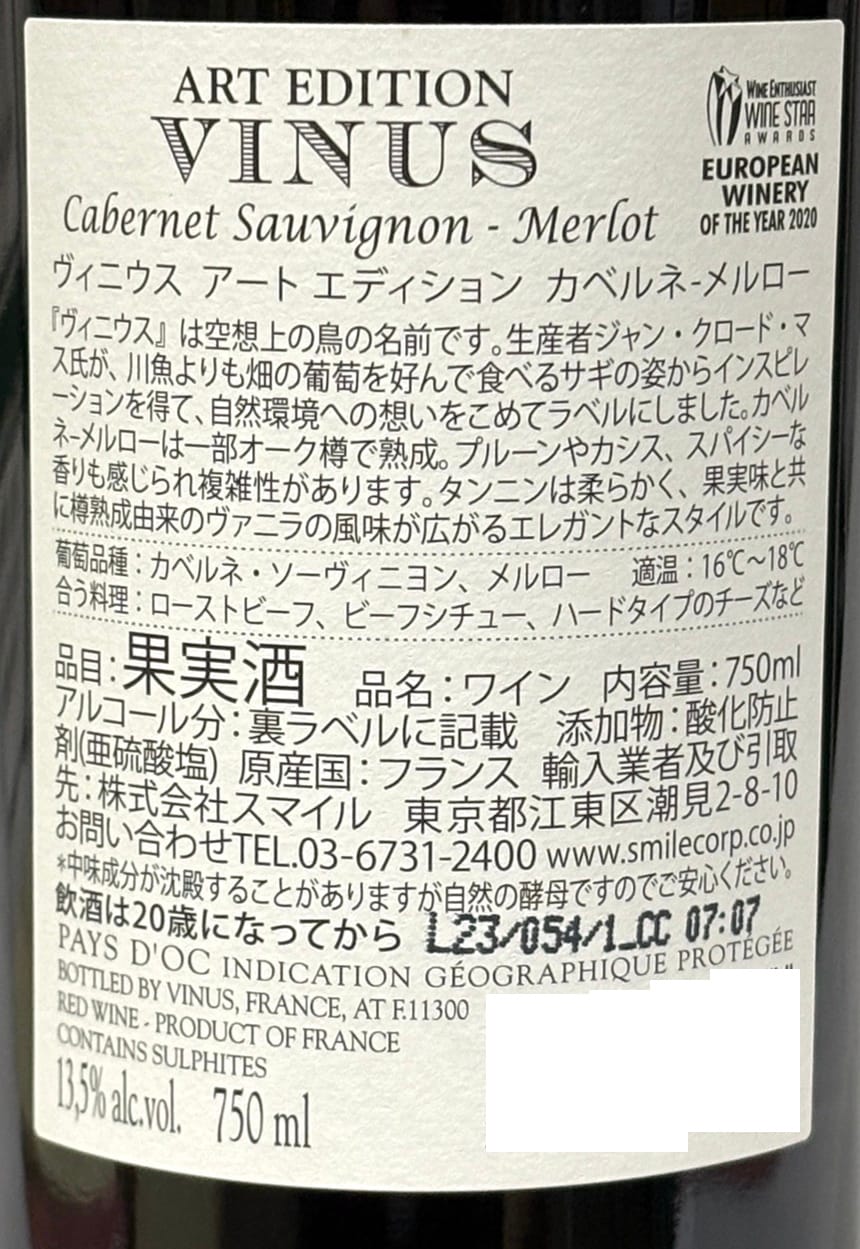 ART EDITION
VINUS
Cabernet Sauvignon - Merlot
WINE ENTHUSIAST
WINE STAR
AWARDS
EUROPEAN
WINERY
OF THE YEAR 2020
ヴィニウス アート エディション カベルネ-メルロー
『ヴィニウス』は空想上の鳥の名前です。生産者ジャン・クロード・マ
ス氏が、川魚よりも畑の葡萄を好んで食べるサギの姿からインスピレ
ーションを得て、自然環境への想いをこめてラベルにしました。カベル
ネ-メルローは一部オーク樽で熟成。プルーンやカシス、スパイシーな
香りも感じられ複雑性があります。タンニンは柔らかく、果実味と共
に樽熟成由来のヴァニラの風味が広がるエレガントなスタイルです。
葡萄品種：カベルネ・ソーヴィニヨン、メルロー 適温：16℃〜18℃
合う料理：ローストビーフ、ビーフシチュー、ハードタイプのチーズなど
品目：果実酒 品名：ワイン 内容量：750ml
アルコール分：裏ラベルに記載 添加物：酸化防止
剤(亜硫酸塩) 原産国：フランス 輸入業者及び引取
先：株式会社スマイル 東京都江東区潮見2-8-10
お問い合わせTEL.03-6731-2400 www.smilecorp.co.jp
*中味成分が沈殿することがありますが自然の酵母ですのでご安心ください。
飲酒は20歳になってから L23/054/1_CC 07:07
PAYS D'OC INDICATION GÉOGRAPHIQUE PROTÉGÉE
BOTTLED BY VINUS, FRANCE, AT F.11300
RED WINE - PRODUCT OF FRANCE
CONTAINS SULPHITES
13,5% alc.vol. 750 ml